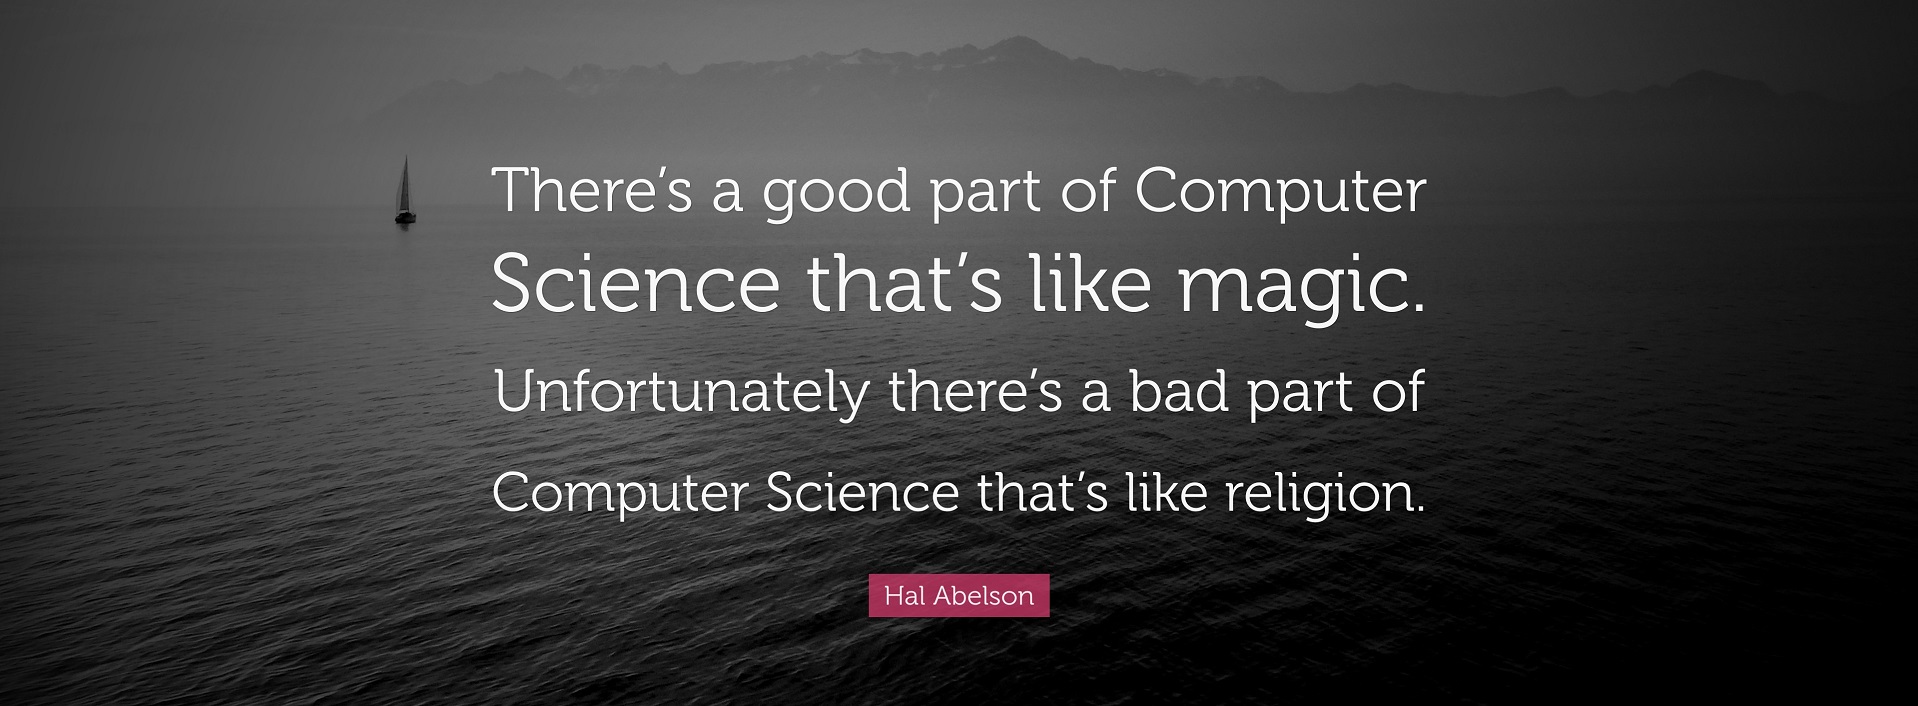 There’s a good part of Computer
Science that’s like magic.
Unfortunately there’s a bad part of
Computer Science that’s like religion.
Hal Abelson